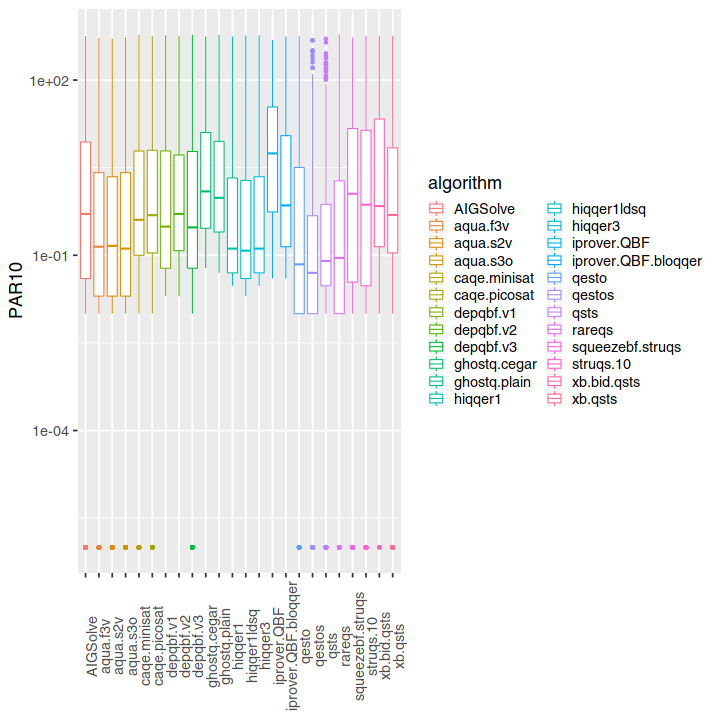 1e+02
1e-01
1e-04
PAR10
AIGSolve
aqua.f3v
aqua.s2v
aqua.s3o
caqe.minisat
caqe.picosat
depqbf.v1
depqbf.v2
depqbf.v3
ghostq.cegar
ghostq.plain
hiqqer1
hiqqer1ldsq
hiqqer3
iprover.QBF
iprover.QBF.bloqqer
qesto
qestos
qsts
rareqs
squeezebf.struqs
struqs.10
xb.bid.qsts
xb.qsts
algorithm
AIGSolve
aqua.f3v
aqua.s2v
aqua.s3o
caqe.minisat
caqe.picosat
depqbf.v1
depqbf.v2
depqbf.v3
ghostq.cegar
ghostq.plain
hiqqer1
hiqqer1ldsq
hiqqer3
iprover.QBF
iprover.QBF.bloqqer
qesto
qestos
qsts
rareqs
squeezebf.struqs
struqs.10
xb.bid.qsts
xb.qsts